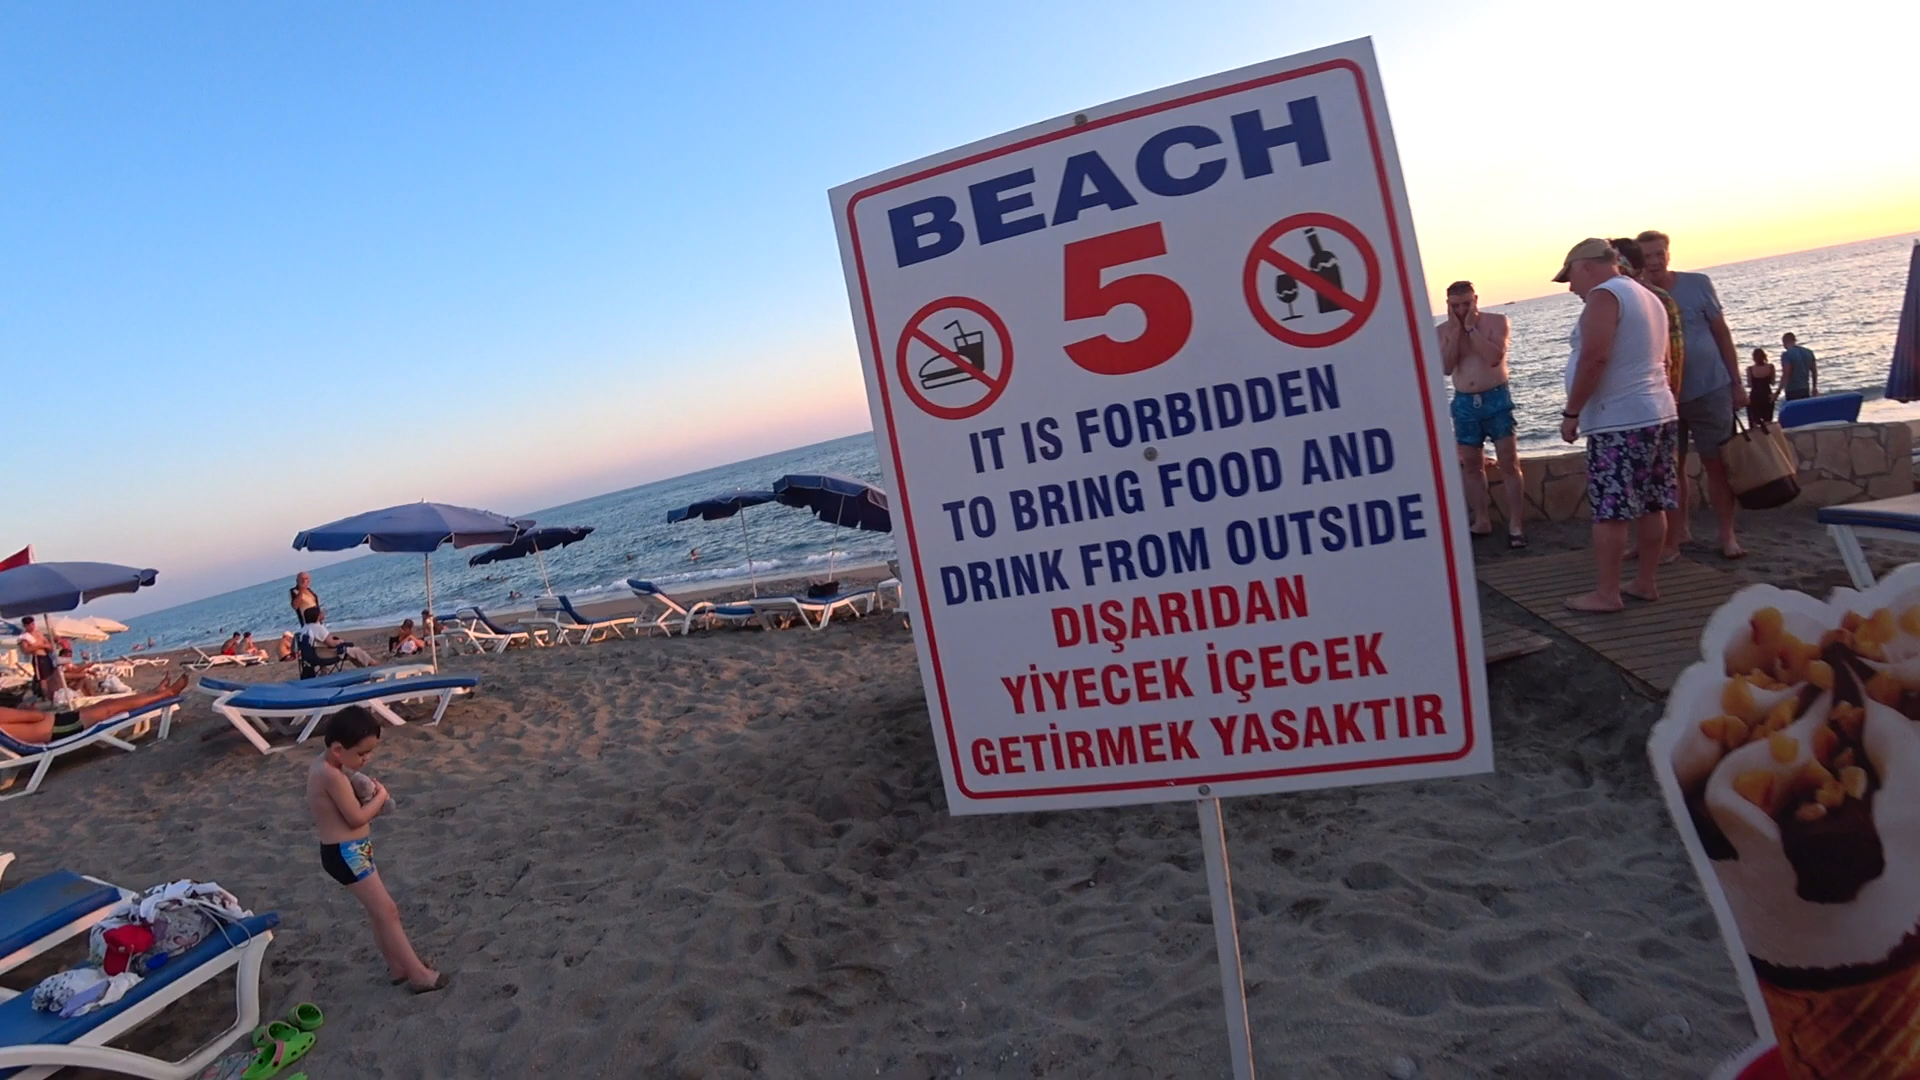 BEACH
5
IT IS FORBIDDEN
TO BRING FOOD AND
DRINK FROM OUTSIDE
DIŞARIDAN
YİYECEK İÇECEK
GETİRMEK YASAKTIR